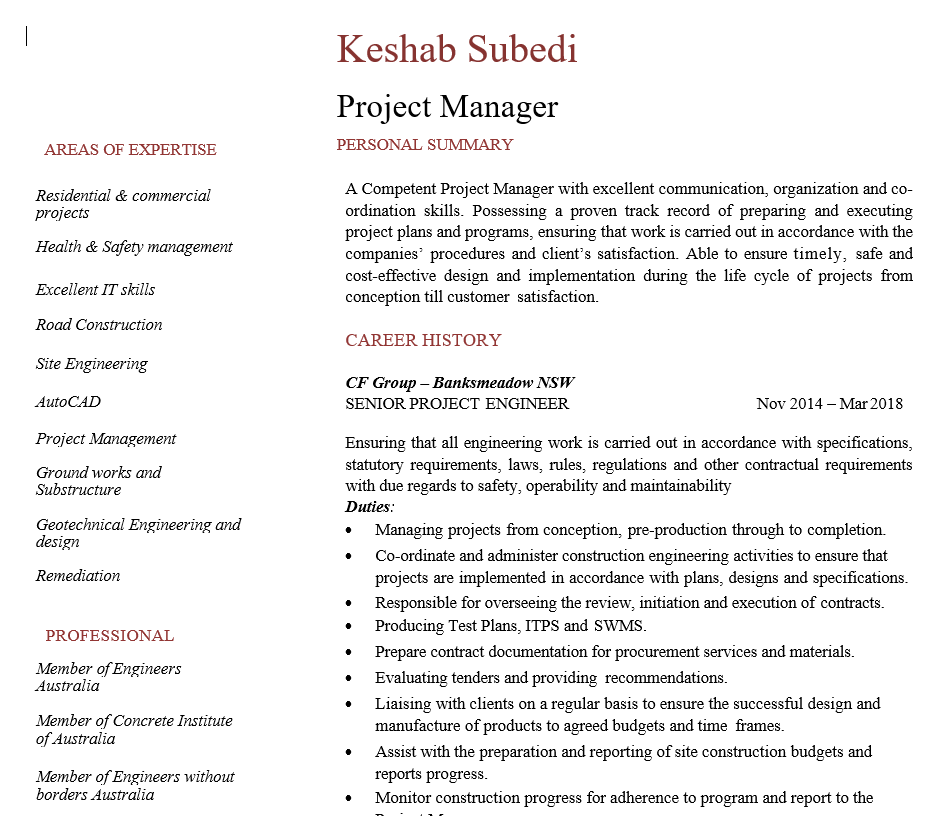 Keshab Subedi
Project Manager
AREAS OF EXPERTISE
Residential & commercial
projects
Health & Safety management
Excellent IT skills
Road Construction
Site Engineering
AutoCAD
Project Management
Ground works and
Substructure
Geotechnical Engineering and
design
Remediation
PROFESSIONAL
Member of Engineers
Australia
Member of Concrete Institute
of Australia
Member of Engineers without
borders Australia
PERSONAL SUMMARY
A Competent Project Manager with excellent communication, organization and co-
ordination skills. Possessing a proven track record of preparing and executing
project plans and programs, ensuring that work is carried out in accordance with the
companies' procedures and client's satisfaction. Able to ensure timely, safe and
cost-effective design and implementation during the life cycle of projects from
conception till customer satisfaction.
CAREER HISTORY
CF Group – Banksmeadow NSW
SENIOR PROJECT ENGINEER Nov 2014 – Mar 2018
Ensuring that all engineering work is carried out in accordance with specifications,
statutory requirements, laws, rules, regulations and other contractual requirements
with due regards to safety, operability and maintainability
Duties:
• Managing projects from conception, pre-production through to completion.
• Co-ordinate and administer construction engineering activities to ensure that
projects are implemented in accordance with plans, designs and specifications.
• Responsible for overseeing the review, initiation and execution of contracts.
• Producing Test Plans, ITPS and SWMS.
• Prepare contract documentation for procurement services and materials.
• Evaluating tenders and providing recommendations.
• Liaising with clients on a regular basis to ensure the successful design and
manufacture of products to agreed budgets and time frames.
• Assist with the preparation and reporting of site construction budgets and
reports progress.
• Monitor construction progress for adherence to program and report to the